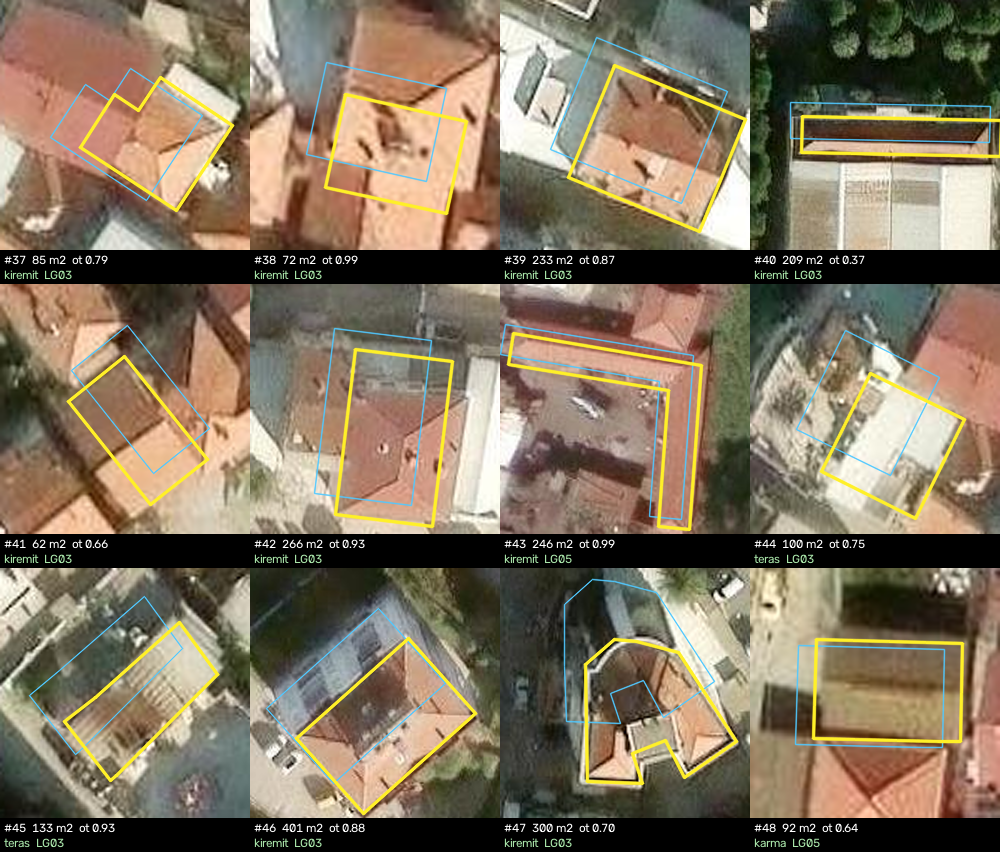 #37 85 m2 ot 0.79
kiremit LG03
#38 72 m2 ot 0.99
kiremit LG03
#39 233 m2 ot 0.87
kiremit LG03
#40 209 m2 ot 0.37
kiremit LG03
#41 62 m2 ot 0.66
kiremit LG03
#42 266 m2 ot 0.93
kiremit LG03
#43 246 m2 ot 0.99
kiremit LG05
#44 100 m2 ot 0.75
teras LG03
#45 133 m2 ot 0.93
teras LG03
#46 401 m2 ot 0.88
kiremit LG03
#47 300 m2 ot 0.70
kiremit LG03
#48 92 m2 ot 0.64
karma LG05